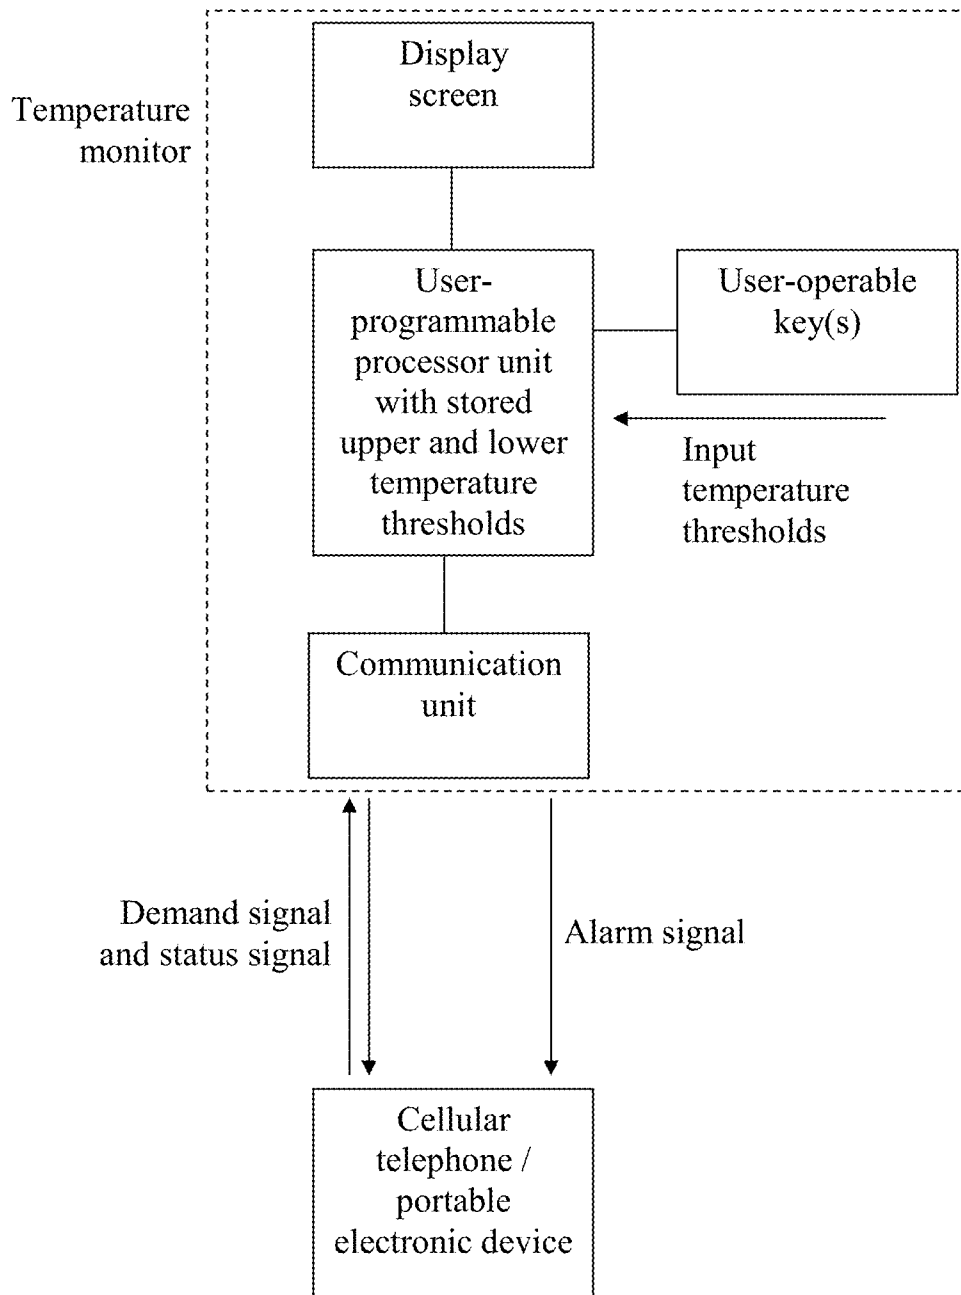 Display
screen
Temperature
monitor
User-
programmable
processor unit
with stored
upper and lower
temperature
thresholds
User-operable
key(s)
Input
temperature
thresholds
Communication
unit
Demand signal
and status signal
Alarm signal
Cellular
telephone /
portable
electronic device